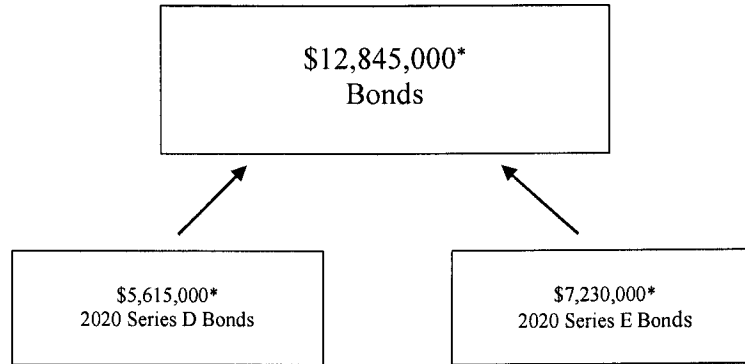 $12,845,000*
Bonds
$5,615,000*
2020 Series D Bonds
$7,230,000*
2020 Series E Bonds